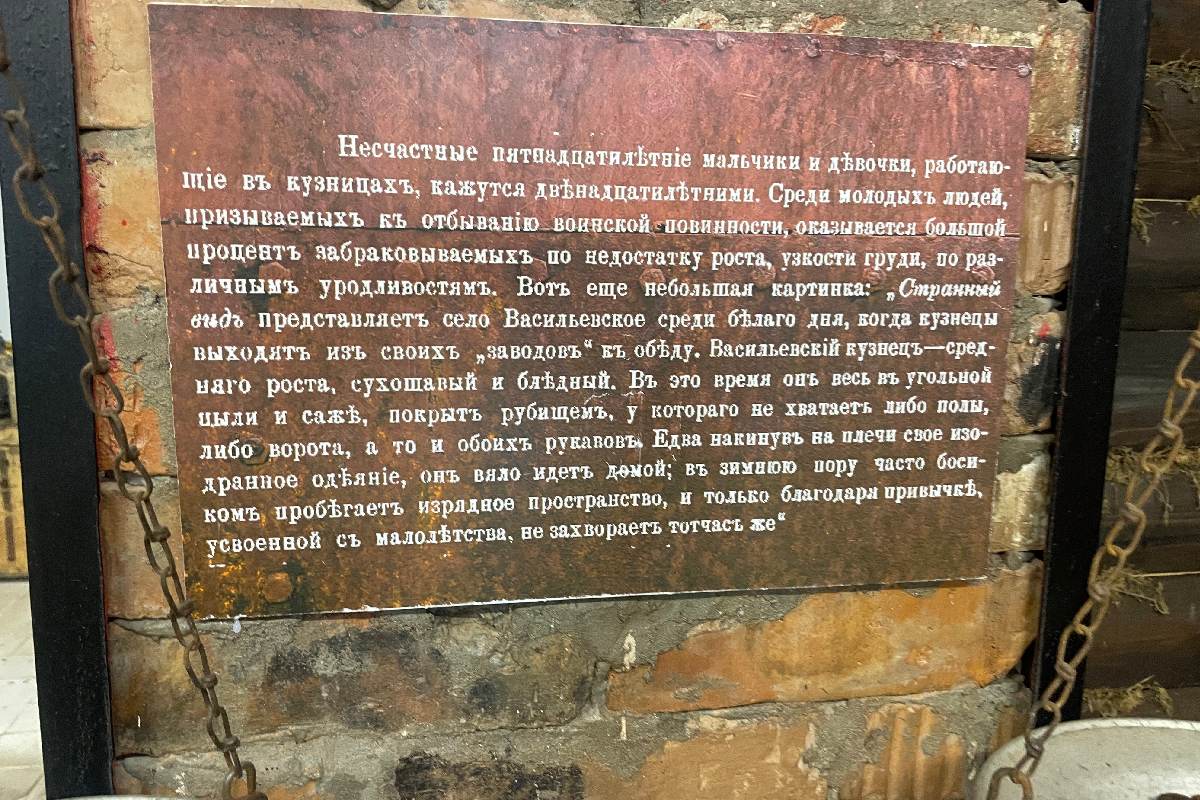 Несчастные пятнадцатилѣтніе мальчики и дѣвочки, работаю-
щіе въ кузницахъ, кажутся двѣнадцатилѣтними. Среди молодыхъ людей,
призываемыхъ къ отбыванію воинской повинности, оказывается большой
процентъ забраковываемыхъ по недостатку роста, узкости груди, по раз-
личнымъ уродливостямъ. Вотъ еще небольшая картинка: „Странный
видъ представляетъ село Васильевское среди бѣлаго дня, когда кузнецы
выходятъ изъ своихъ „заводовъ“ къ обѣду. Васильевскій кузнецъ—сред-
няго роста, сухощавый и блѣдный. Въ это время онъ весь въ угольной
пыли и сажѣ, покрытъ рубищемъ, у котораго не хватаетъ либо полы,
либо ворота, а то и обоихъ рукавовъ. Едва накинувъ на плечи свое изо-
дранное одѣяніе, онъ вяло идетъ домой; въ зимнюю пору часто боси-
комъ пробѣгаетъ изрядное пространство, и только благодаря привычкѣ,
усвоенной съ малолѣтства, не захвораетъ тотчасъ же“